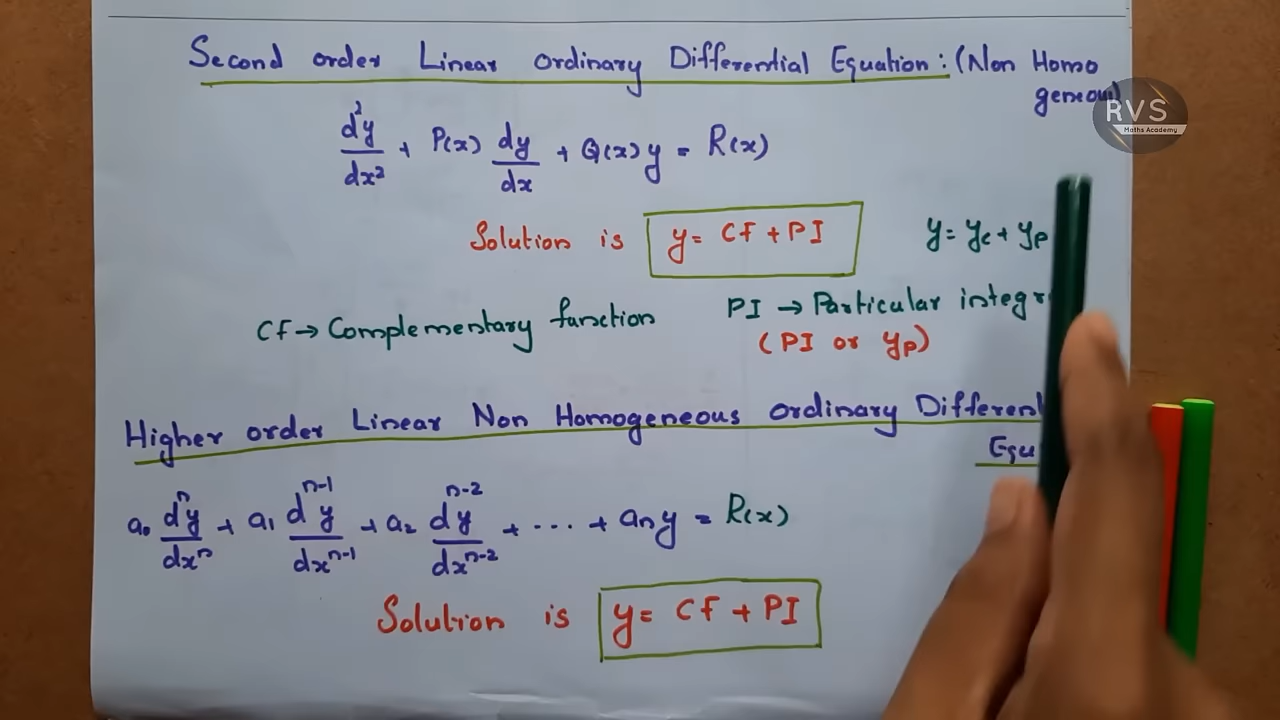 Second order Linear Ordinary Differential Equation : (Non Homo
geneous)
RVS
Maths Academy
d²y/dx² + P(x) dy/dx + Q(x) y = R(x)
Solution is y = CF + PI
y = yc + yp
CF → Complementary function
PI → Particular integr
(PI or yp)
Higher order Linear Non Homogeneous ordinary Different
Equ
a₀ dⁿy/dxⁿ + a₁ dⁿ⁻¹y/dxⁿ⁻¹ + a₂ dⁿ⁻²y/dxⁿ⁻² + ... + aₙy = R(x)
Solution is y = CF + PI